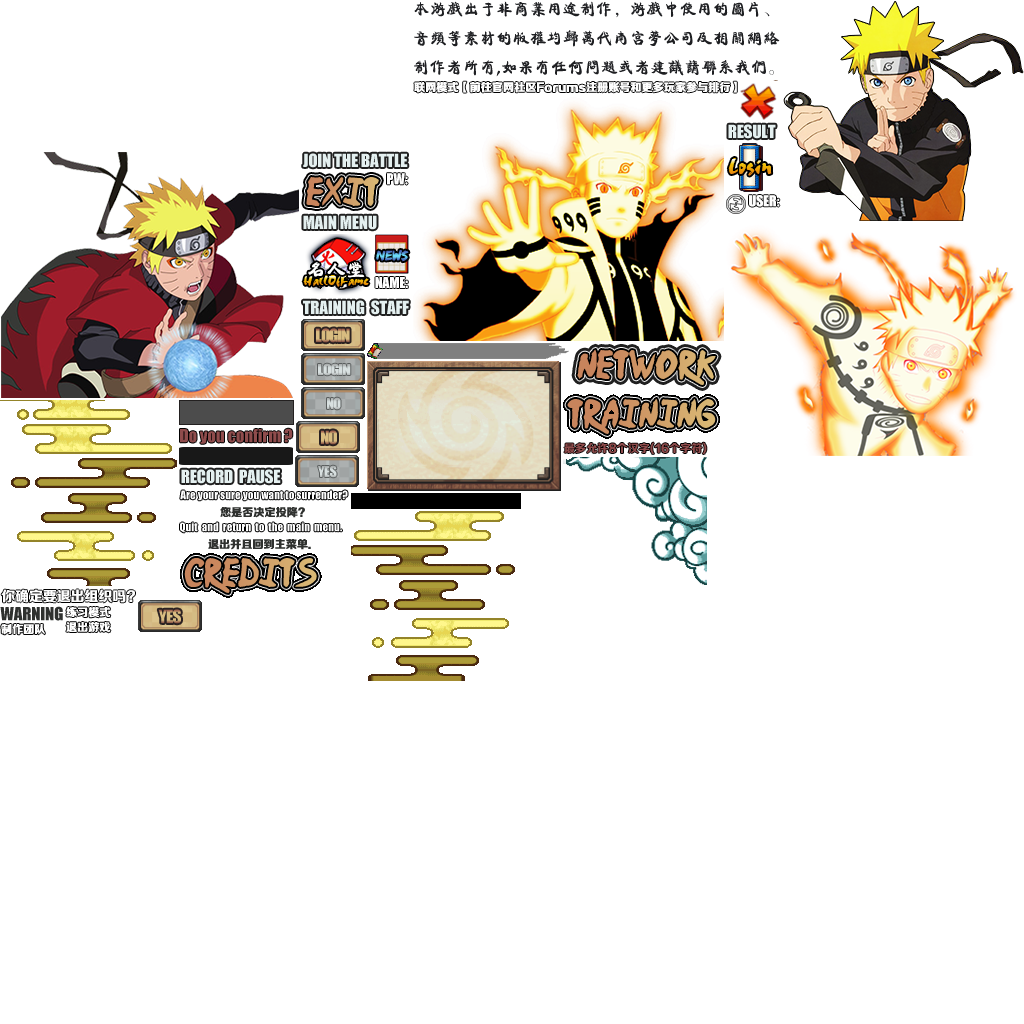 本游戲出于非商業用途制作，游戲中使用的圖片、
音頻等素材的版權均歸萬代南宮夢公司及相關網絡
制作者所有,如果有任何問題或者建議請聯系我們。
联网模式【前往官网社区Forums注册账号和更多玩家参与排行】
RESULT
Login
USER:
JOIN THE BATTLE
EXIT
PW:
MAIN MENU
名人堂
HallOfFame
NEWS
NAME:
TRAINING STAFF
LOGIN
LOGIN
NO
NO
YES
NETWORK
TRAINING
最多允许8个汉字(16个字符)
Do you confirm?
RECORD PAUSE
Are your sure you want to surrender?
您是否决定投降？
Quit and return to the main menu.
退出并且回到主菜单。
CREDITS
你确定要退出组织吗？
WARNING
练习模式
制作团队
退出游戏
YES